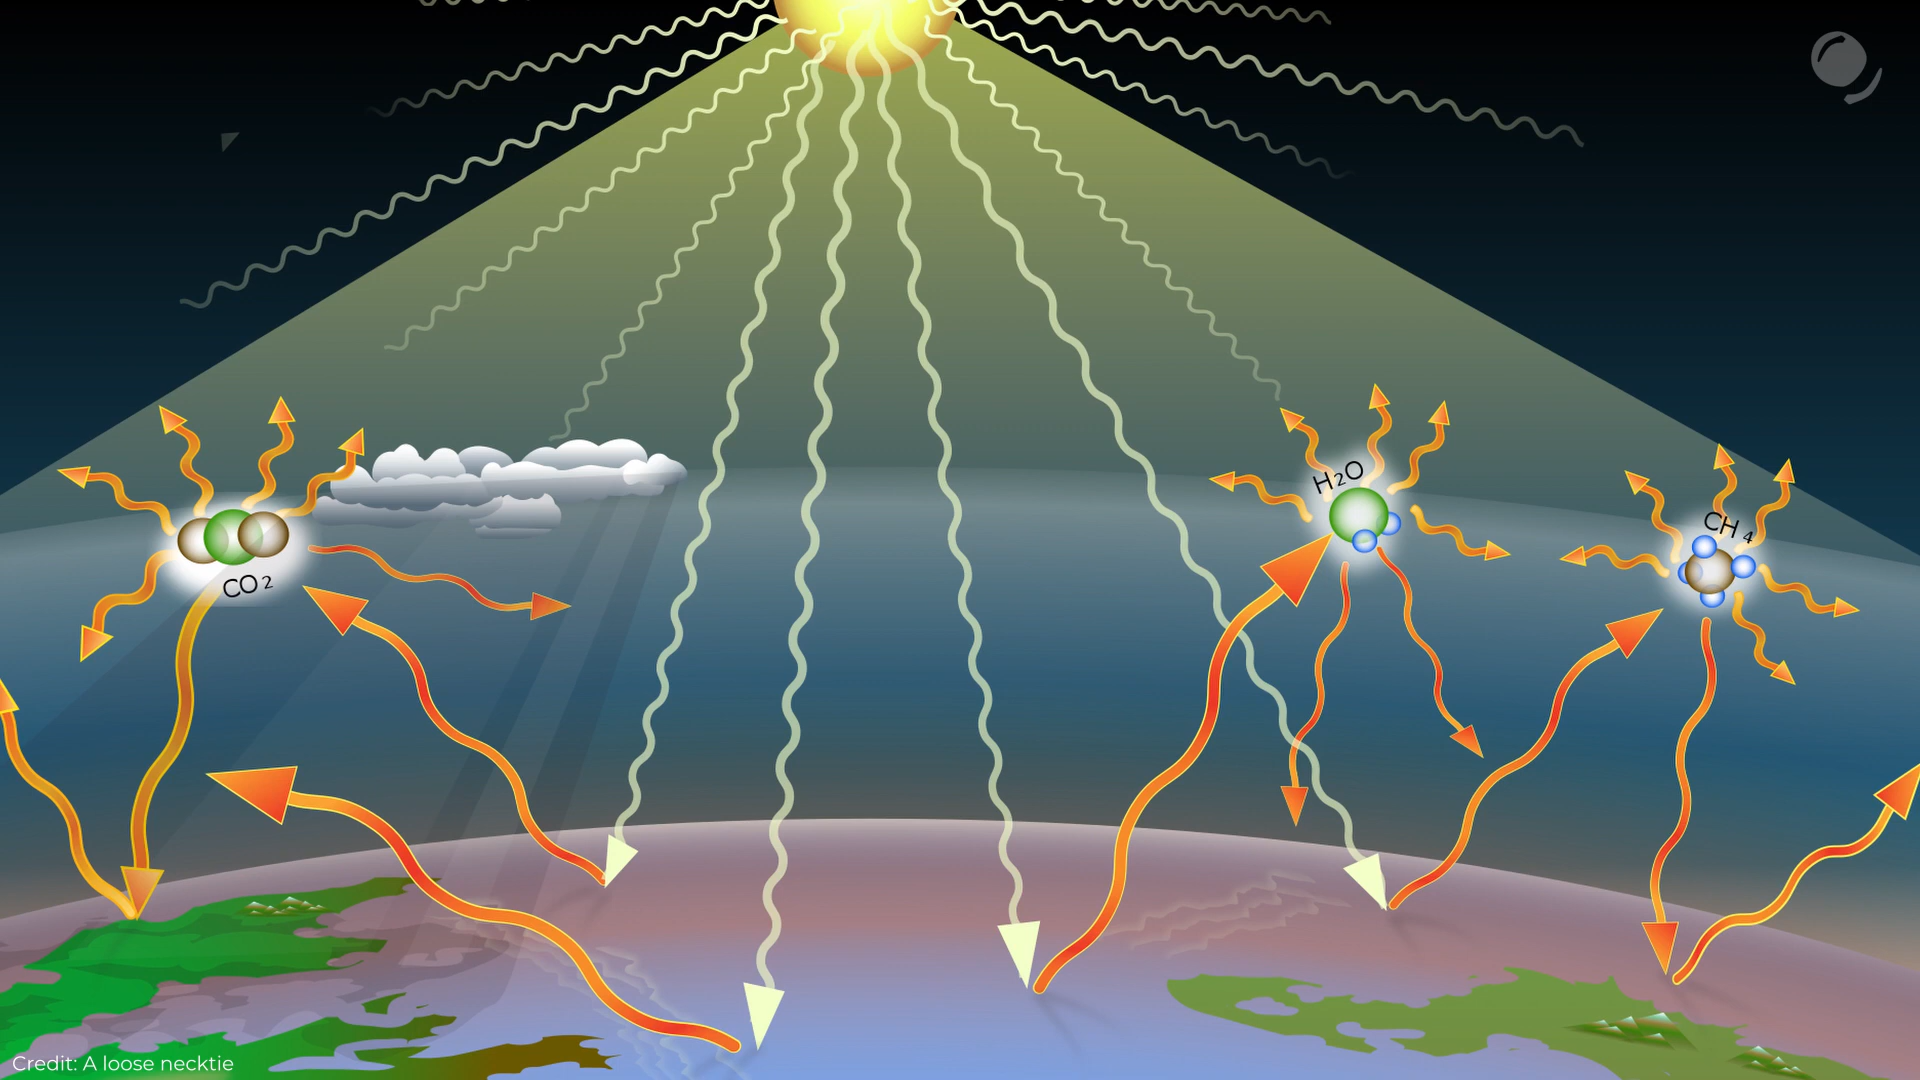 H₂O
CH₄
CO₂
Credit: A loose necktie